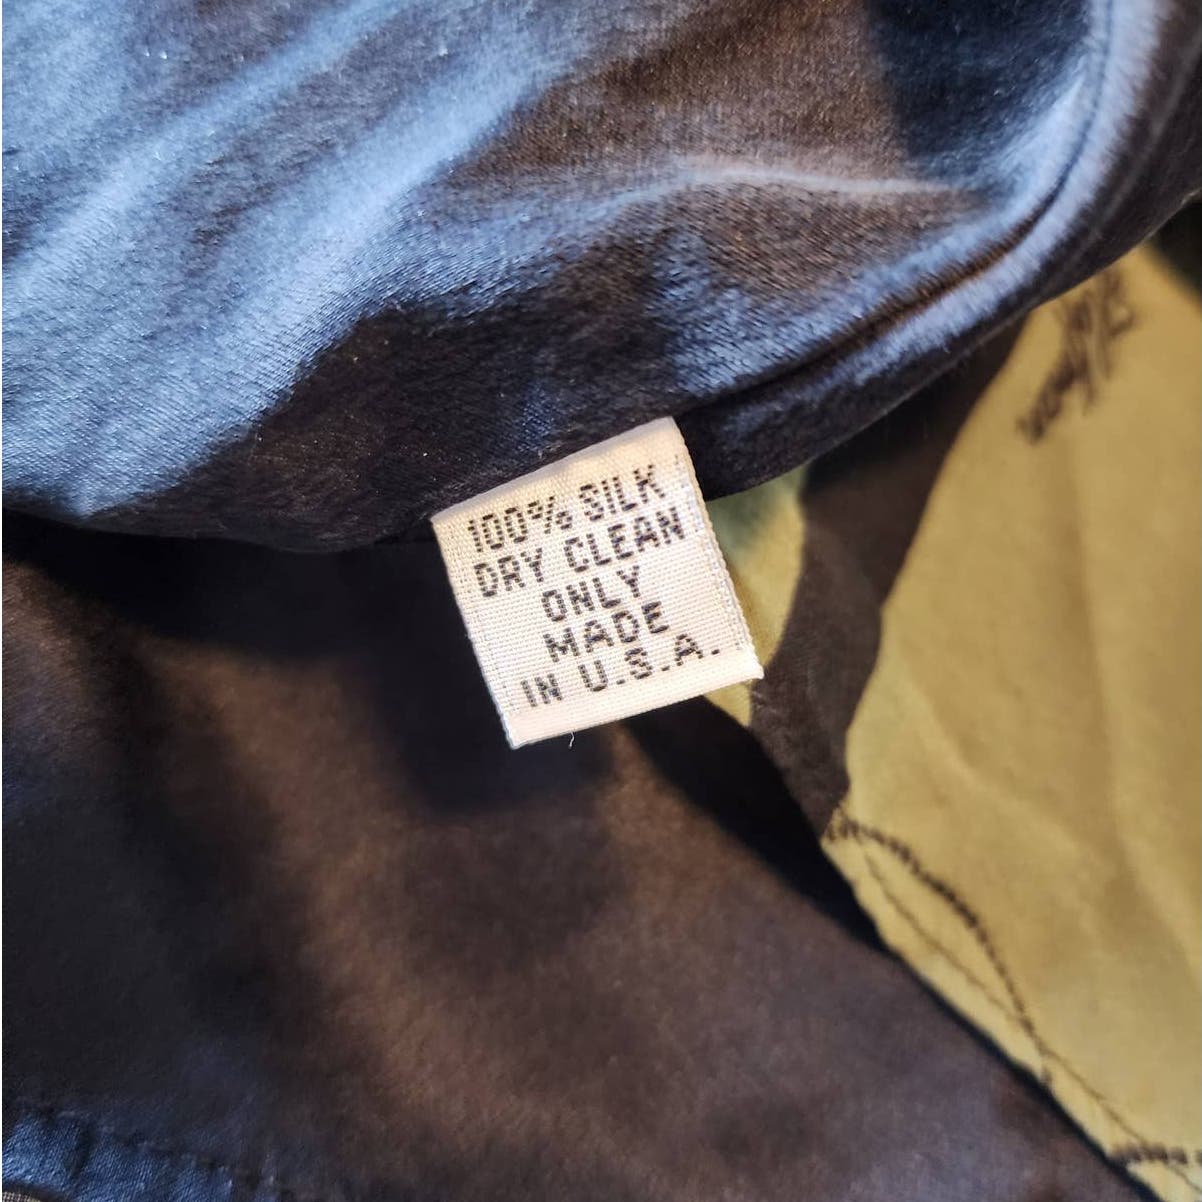 100% SILK
DRY CLEAN
ONLY
MADE
IN U.S.A.